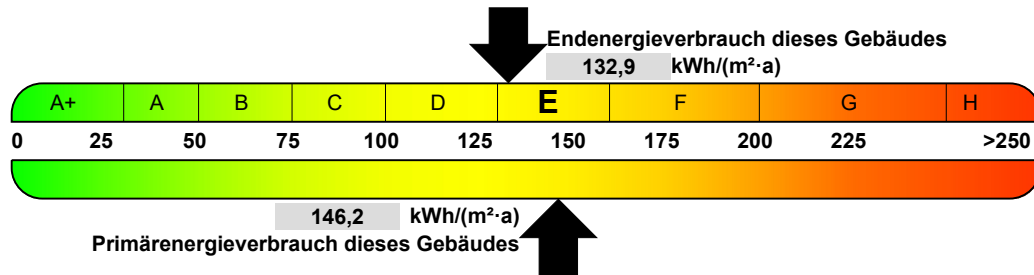 Endenergieverbrauch dieses Gebäudes
132,9 kWh/(m²·a)
A+ A B C D E F G H
0 25 50 75 100 125 150 175 200 225 >250
146,2 kWh/(m²·a)
Primärenergieverbrauch dieses Gebäudes